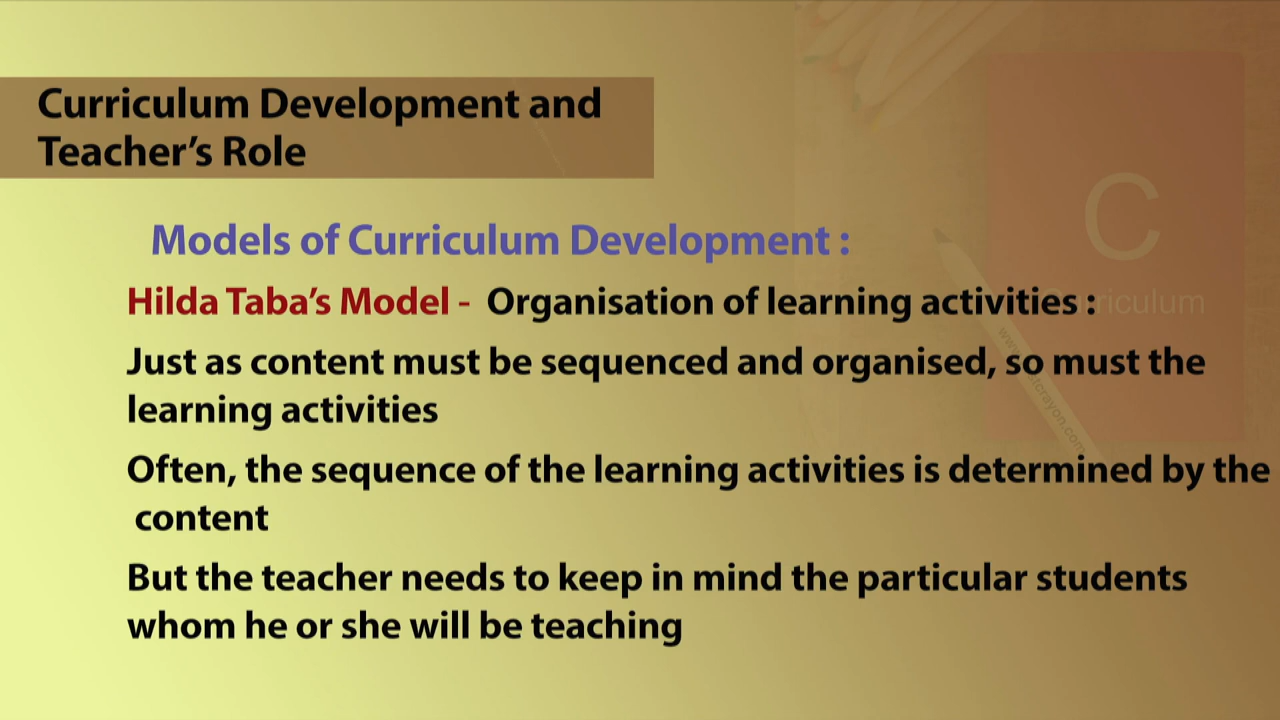 Curriculum Development and
Teacher's Role
Models of Curriculum Development :
Hilda Taba's Model - Organisation of learning activities :
Just as content must be sequenced and organised, so must the
learning activities
Often, the sequence of the learning activities is determined by the
content
But the teacher needs to keep in mind the particular students
whom he or she will be teaching
C